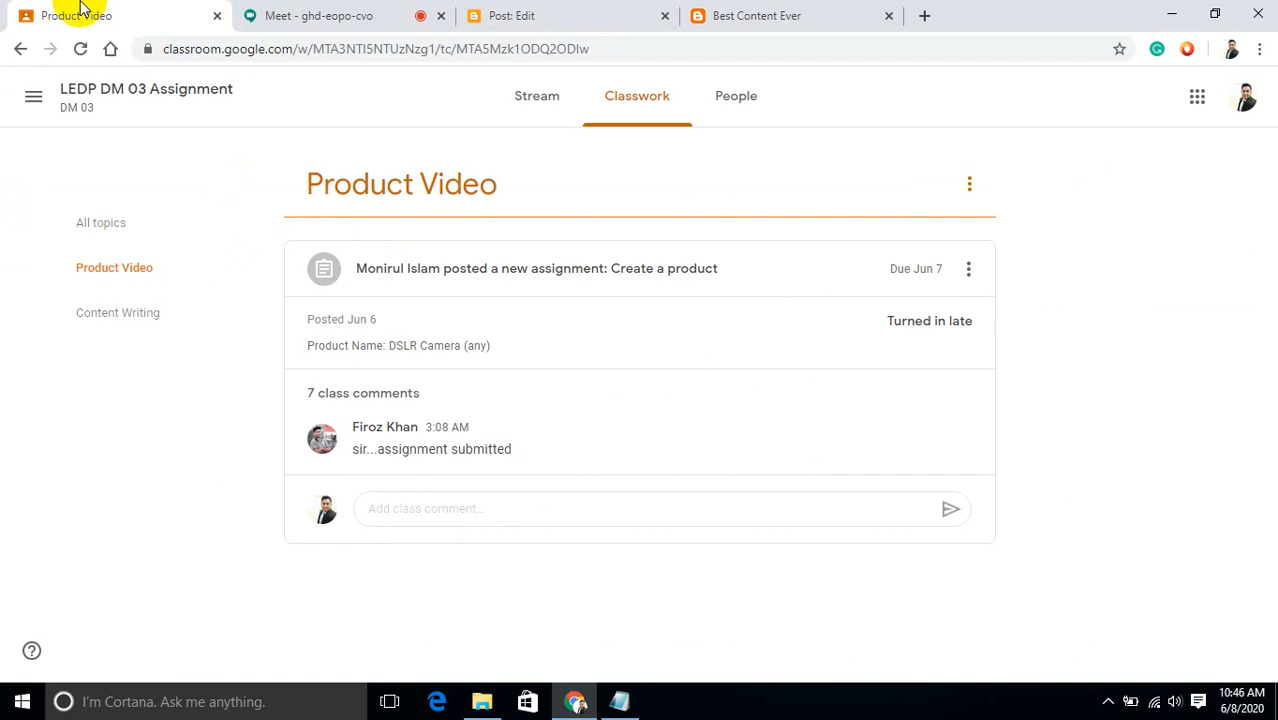 Product Video
Meet - ghd-eopo-cvo
Post: Edit
Best Content Ever
classroom.google.com/w/MTA3NTI5NTUzNzg1/tc/MTA5Mzk1ODQ2ODIw
LEDP DM 03 Assignment
DM 03
Stream
Classwork
People
Product Video
All topics
Product Video
Content Writing
Monirul Islam posted a new assignment: Create a product
Due Jun 7
Posted Jun 6
Turned in late
Product Name: DSLR Camera (any)
7 class comments
Firoz Khan 3:08 AM
sir...assignment submitted
Add class comment...
I'm Cortana. Ask me anything.
10:46 AM
6/8/2020